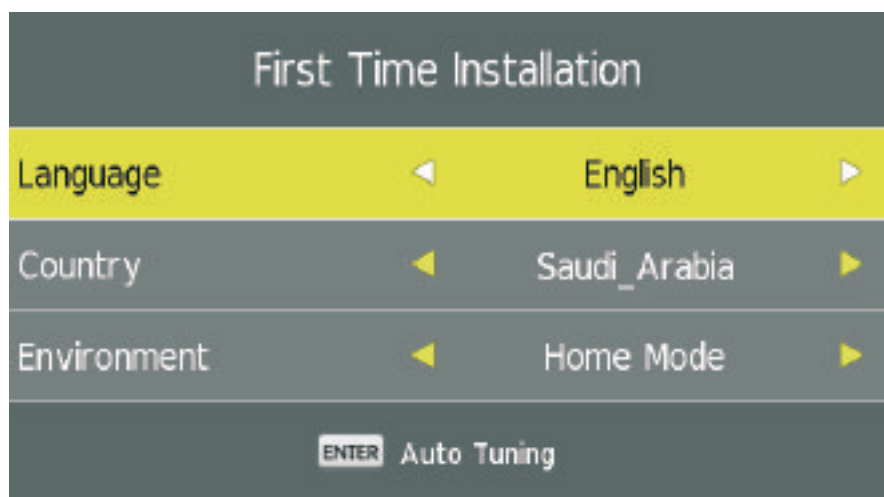 First Time Installation
Language English
Country Saudi_Arabia
Environment Home Mode
ENTER Auto Tuning